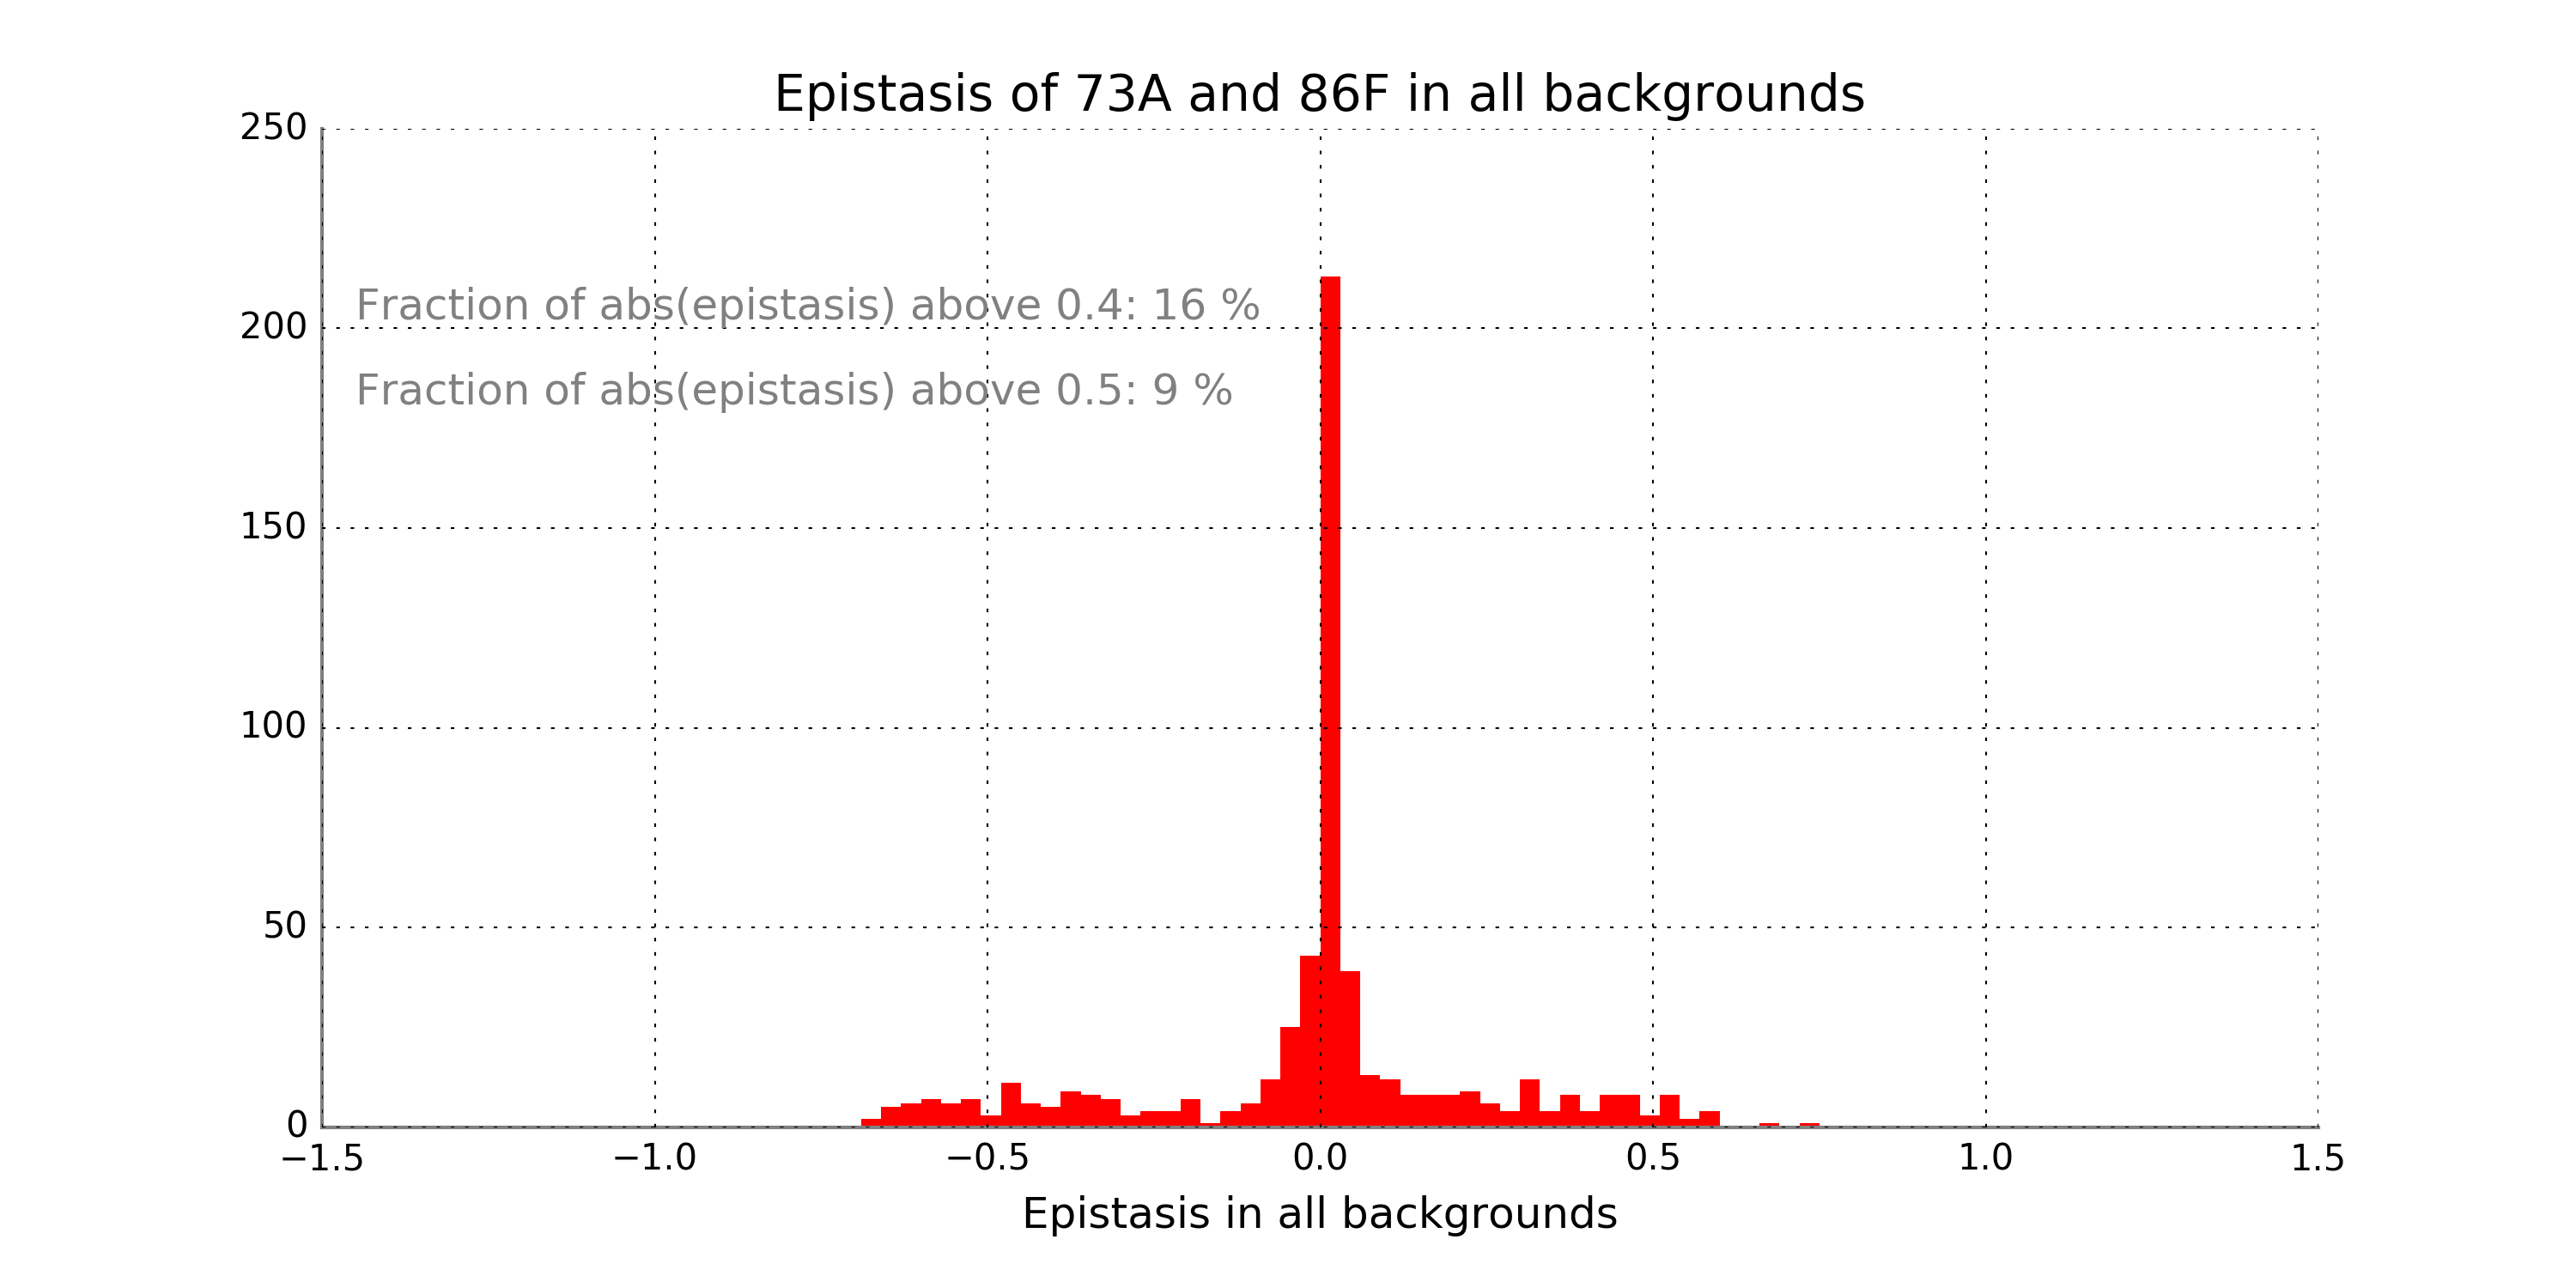 Epistasis of 73A and 86F in all backgrounds
250
Fraction of abs(epistasis) above 0.4: 16 %
200
Fraction of abs(epistasis) above 0.5: 9 %
150
100
50
0
−1.5 −1.0 −0.5 0.0 0.5 1.0 1.5
Epistasis in all backgrounds